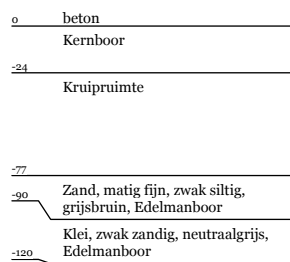 0 beton
Kernboor
-24
Kruipruimte
-77
-90 Zand, matig fijn, zwak siltig,
grijsbruin, Edelmanboor
Klei, zwak zandig, neutraalgrijs,
-120 Edelmanboor